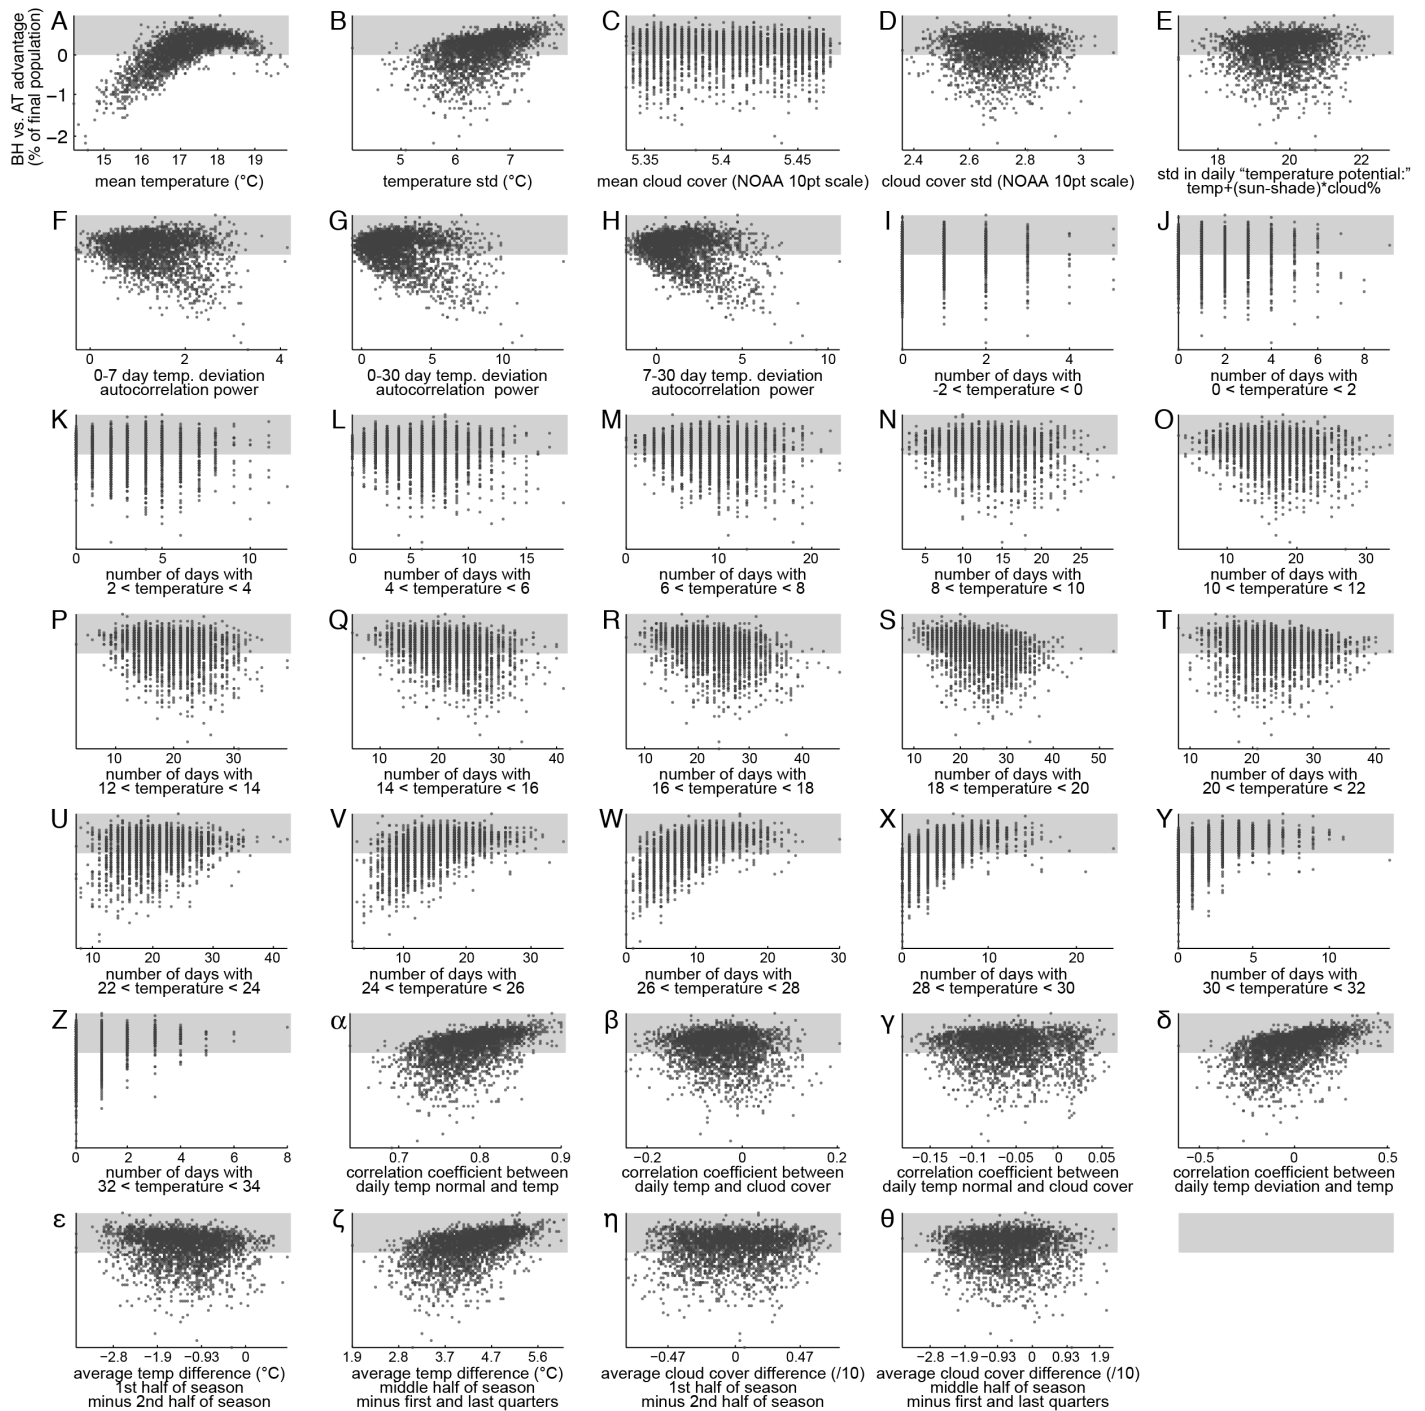 A
B
C
D
E
BH vs. AT advantage
(% of final population)
0
−1
−2
15 16 17 18 19
mean temperature (°C)
5 6 7
temperature std (°C)
5.35 5.4 5.45
mean cloud cover (NOAA 10pt scale)
2.4 2.6 2.8 3
cloud cover std (NOAA 10pt scale)
18 20 22
std in daily “temperature potential:”
temp+(sun-shade)*cloud%
F
G
H
I
J
0 2 4
0-7 day temp. deviation
autocorrelation power
0 5 10
0-30 day temp. deviation
autocorrelation power
0 5 10
7-30 day temp. deviation
autocorrelation power
0 2 4
number of days with
-2 < temperature < 0
0 2 4 6 8
number of days with
0 < temperature < 2
K
L
M
N
O
0 5 10
number of days with
2 < temperature < 4
0 5 10 15
number of days with
4 < temperature < 6
0 10 20
number of days with
6 < temperature < 8
5 10 15 20 25
number of days with
8 < temperature < 10
10 20 30
number of days with
10 < temperature < 12
P
Q
R
S
T
10 20 30
number of days with
12 < temperature < 14
10 20 30 40
number of days with
14 < temperature < 16
10 20 30 40
number of days with
16 < temperature < 18
10 20 30 40 50
number of days with
18 < temperature < 20
10 20 30 40
number of days with
20 < temperature < 22
U
V
W
X
Y
10 20 30 40
number of days with
22 < temperature < 24
10 20 30
number of days with
24 < temperature < 26
0 10 20 30
number of days with
26 < temperature < 28
0 10 20
number of days with
28 < temperature < 30
0 5 10
number of days with
30 < temperature < 32
Z
α
β
γ
δ
0 2 4 6 8
number of days with
32 < temperature < 34
0.7 0.8 0.9
correlation coefficient between
daily temp normal and temp
−0.2 0 0.2
correlation coefficient between
daily temp and cluod cover
−0.15 −0.1 −0.05 0 0.05
correlation coefficient between
daily temp normal and cloud cover
−0.5 0 0.5
correlation coefficient between
daily temp deviation and temp
ε
ζ
η
θ
−2.8 −1.9 −0.93 0
average temp difference (°C)
1st half of season
minus 2nd half of season
1.9 2.8 3.7 4.7 5.6
average temp difference (°C)
middle half of season
minus first and last quarters
−0.47 0 0.47
average cloud cover difference (/10)
1st half of season
minus 2nd half of season
−2.8 −1.9 −0.93 0 0.93 1.9
average cloud cover difference (/10)
middle half of season
minus first and last quarters